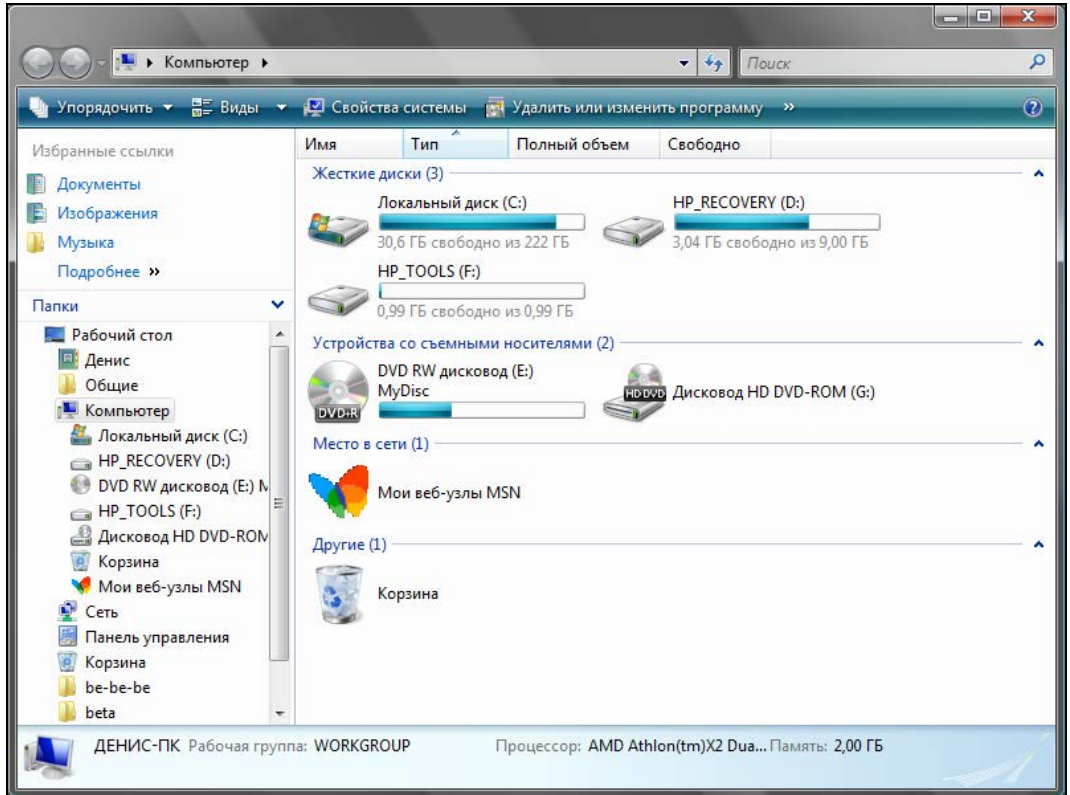 Компьютер
Поиск
Упорядочить Виды Свойства системы Удалить или изменить программу »
Избранные ссылки
Документы
Изображения
Музыка
Подробнее »
Папки
Рабочий стол
Денис
Общие
Компьютер
Локальный диск (C:)
HP_RECOVERY (D:)
DVD RW дисковод (E:) M
HP_TOOLS (F:)
Дисковод HD DVD-ROM
Корзина
Мои веб-узлы MSN
Сеть
Панель управления
Корзина
be-be-be
beta
Имя Тип Полный объем Свободно
Жесткие диски (3)
Локальный диск (C:)
30,6 ГБ свободно из 222 ГБ
HP_RECOVERY (D:)
3,04 ГБ свободно из 9,00 ГБ
HP_TOOLS (F:)
0,99 ГБ свободно из 0,99 ГБ
Устройства со съемными носителями (2)
DVD RW дисковод (E:)
MyDisc
DVD+R
HD DVD
Дисковод HD DVD-ROM (G:)
Место в сети (1)
Мои веб-узлы MSN
Другие (1)
Корзина
ДЕНИС-ПК Рабочая группа: WORKGROUP Процессор: AMD Athlon(tm)X2 Dua... Память: 2,00 ГБ